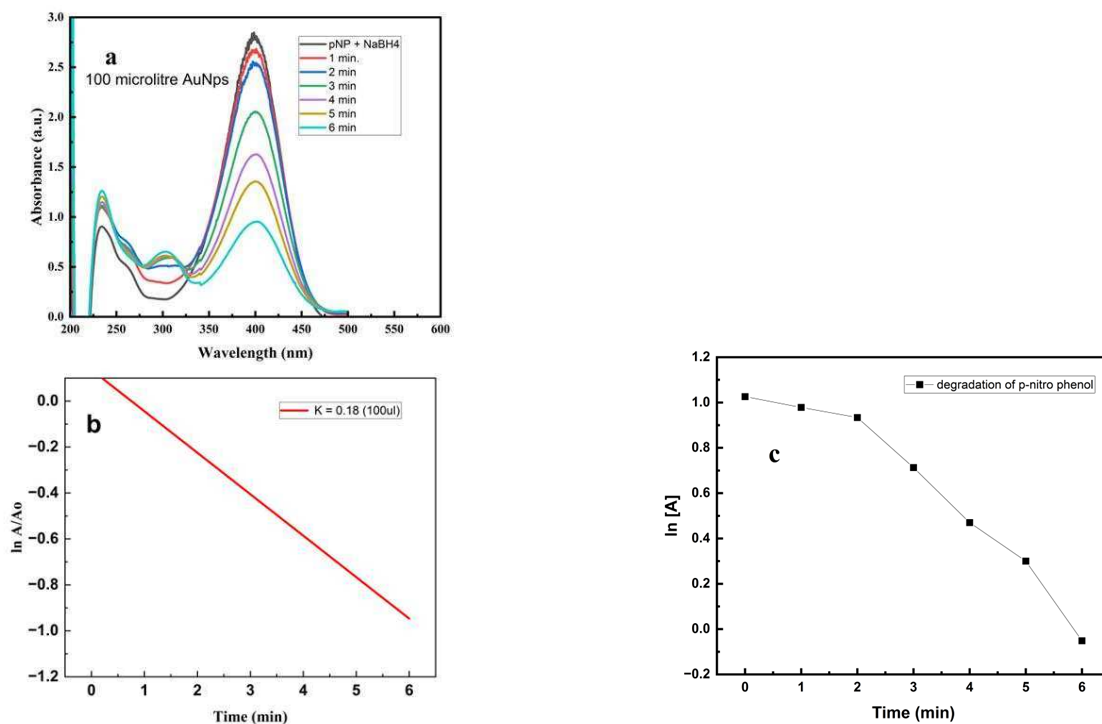 3.0
2.5
2.0
1.5
1.0
0.5
0.0
Absorbance (a.u.)
a
100 microlitre AuNps
pNP + NaBH4
1 min.
2 min
3 min
4 min
5 min
6 min
200 250 300 350 400 450 500 550 600
Wavelength (nm)
0.0
-0.2
-0.4
-0.6
-0.8
-1.0
-1.2
ln A/Ao
b
K = 0.18 (100ul)
0 1 2 3 4 5 6
Time (min)
1.2
1.0
0.8
0.6
0.4
0.2
0.0
-0.2
ln [A]
degradation of p-nitro phenol
c
0 1 2 3 4 5 6
Time (min)